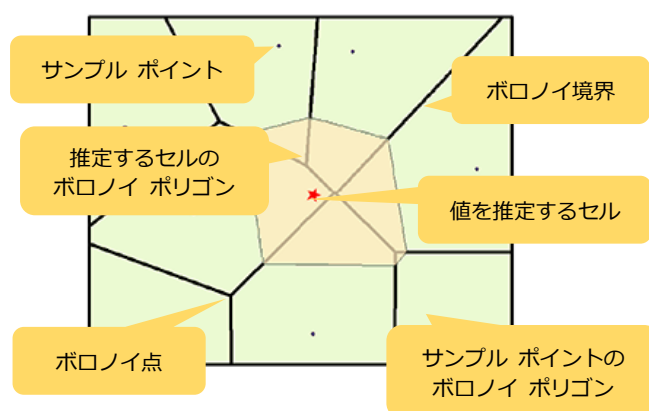 サンプル ポイント
ボロノイ境界
推定するセルの
ボロノイ ポリゴン
値を推定するセル
ボロノイ点
サンプル ポイントの
ボロノイ ポリゴン